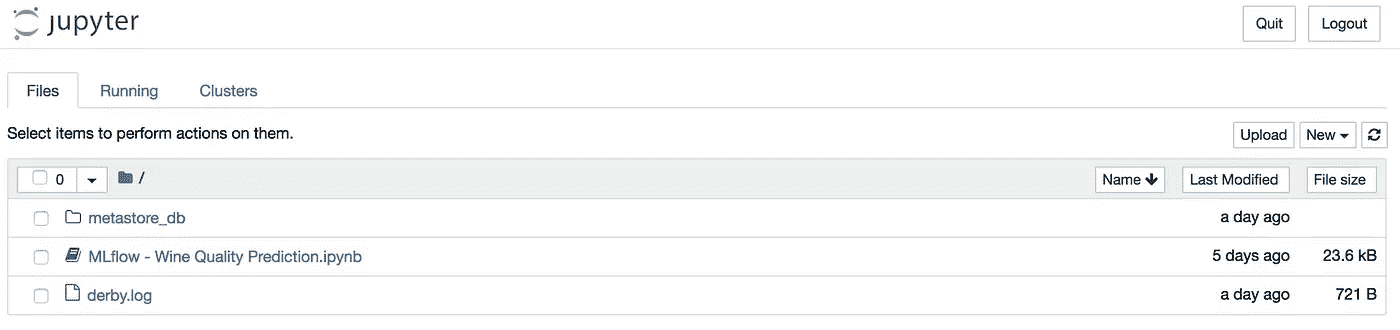 jupyter
Quit Logout
Files Running Clusters
Select items to perform actions on them.
Upload New
0 / Name Last Modified File size
metastore_db a day ago
MLflow - Wine Quality Prediction.ipynb 5 days ago 23.6 kB
derby.log a day ago 721 B